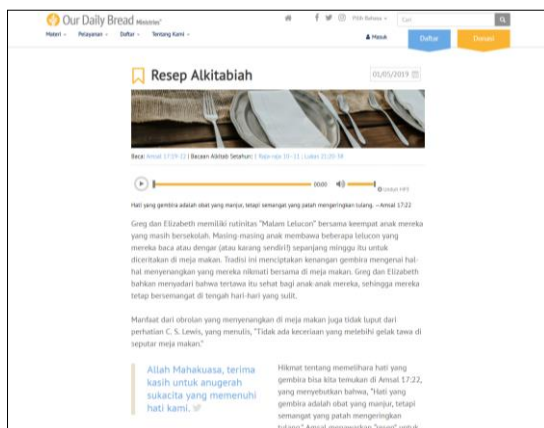 Our Daily Bread Ministries
Pilih Bahasa
Cari
Materi Pelayanan Daftar Tentang Kami
Masuk
Daftar
Donasi
Resep Alkitabiah
01/05/2019
Baca: Amsal 17:19-22 | Bacaan Alkitab Setahun: 1 Raja-raja 10–11 ; Lukas 21:20-38
00:00
Unduh MP3
Hati yang gembira adalah obat yang manjur, tetapi semangat yang patah mengeringkan tulang. —Amsal 17:22
Greg dan Elizabeth memiliki rutinitas “Malam Lelucon” bersama keempat anak mereka
yang masih bersekolah. Masing masing anak membawa beberapa lelucon yang
mereka baca atau dengar (atau karang sendiri!) sepanjang minggu itu untuk
diceritakan di meja makan. Tradisi ini menciptakan kenangan gembira mengenai hal-
hal menyenangkan yang mereka nikmati bersama di meja makan. Greg dan Elizabeth
bahkan menyadari bahwa tertawa itu sehat bagi anak anak mereka, sehingga mereka
tetap bersemangat di tengah hari-hari yang sulit.
Manfaat dari obrolan yang menyenangkan di meja makan juga tidak luput dari
perhatian C. S. Lewis, yang menulis, “Tidak ada keceriaan yang melebihi gelak tawa di
seputar meja makan.”
Allah Mahakuasa, terima
kasih untuk anugerah
sukacita yang memenuhi
hati kami.
Hikmat tentang memelihara hati yang
gembira bisa kita temukan di Amsal 17:22,
yang menyebutkan bahwa, “Hati yang
gembira adalah obat yang manjur, tetapi
semangat yang patah mengeringkan
tulang.” Amsal menawarkan “resep” untuk